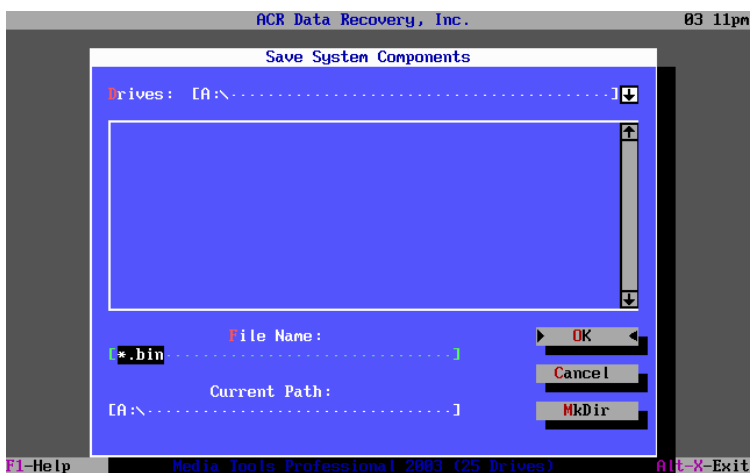 ACR Data Recovery, Inc. 03 11pm
Save System Components
Drives: [A:\·········································]↓
File Name:
[*.bin······························]
OK
Cancel
Current Path:
[A:\································]
MkDir
F1-Help Media Tools Professional 2003 (25 Drives) Alt-X-Exit